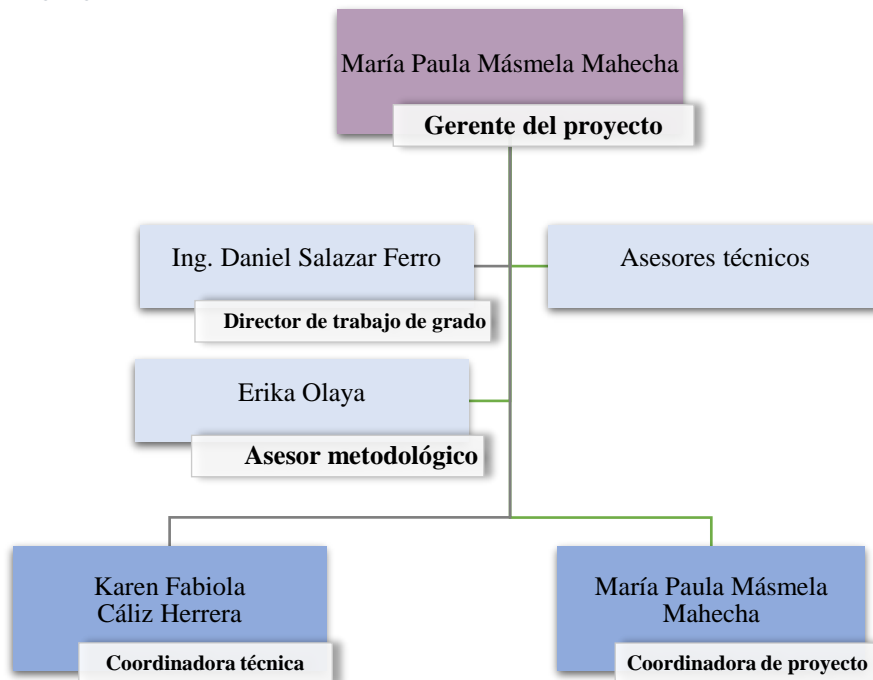 María Paula Másmela Mahecha
Gerente del proyecto
Ing. Daniel Salazar Ferro
Director de trabajo de grado
Asesores técnicos
Erika Olaya
Asesor metodológico
Karen Fabiola
Cáliz Herrera
Coordinadora técnica
María Paula Másmela
Mahecha
Coordinadora de proyecto